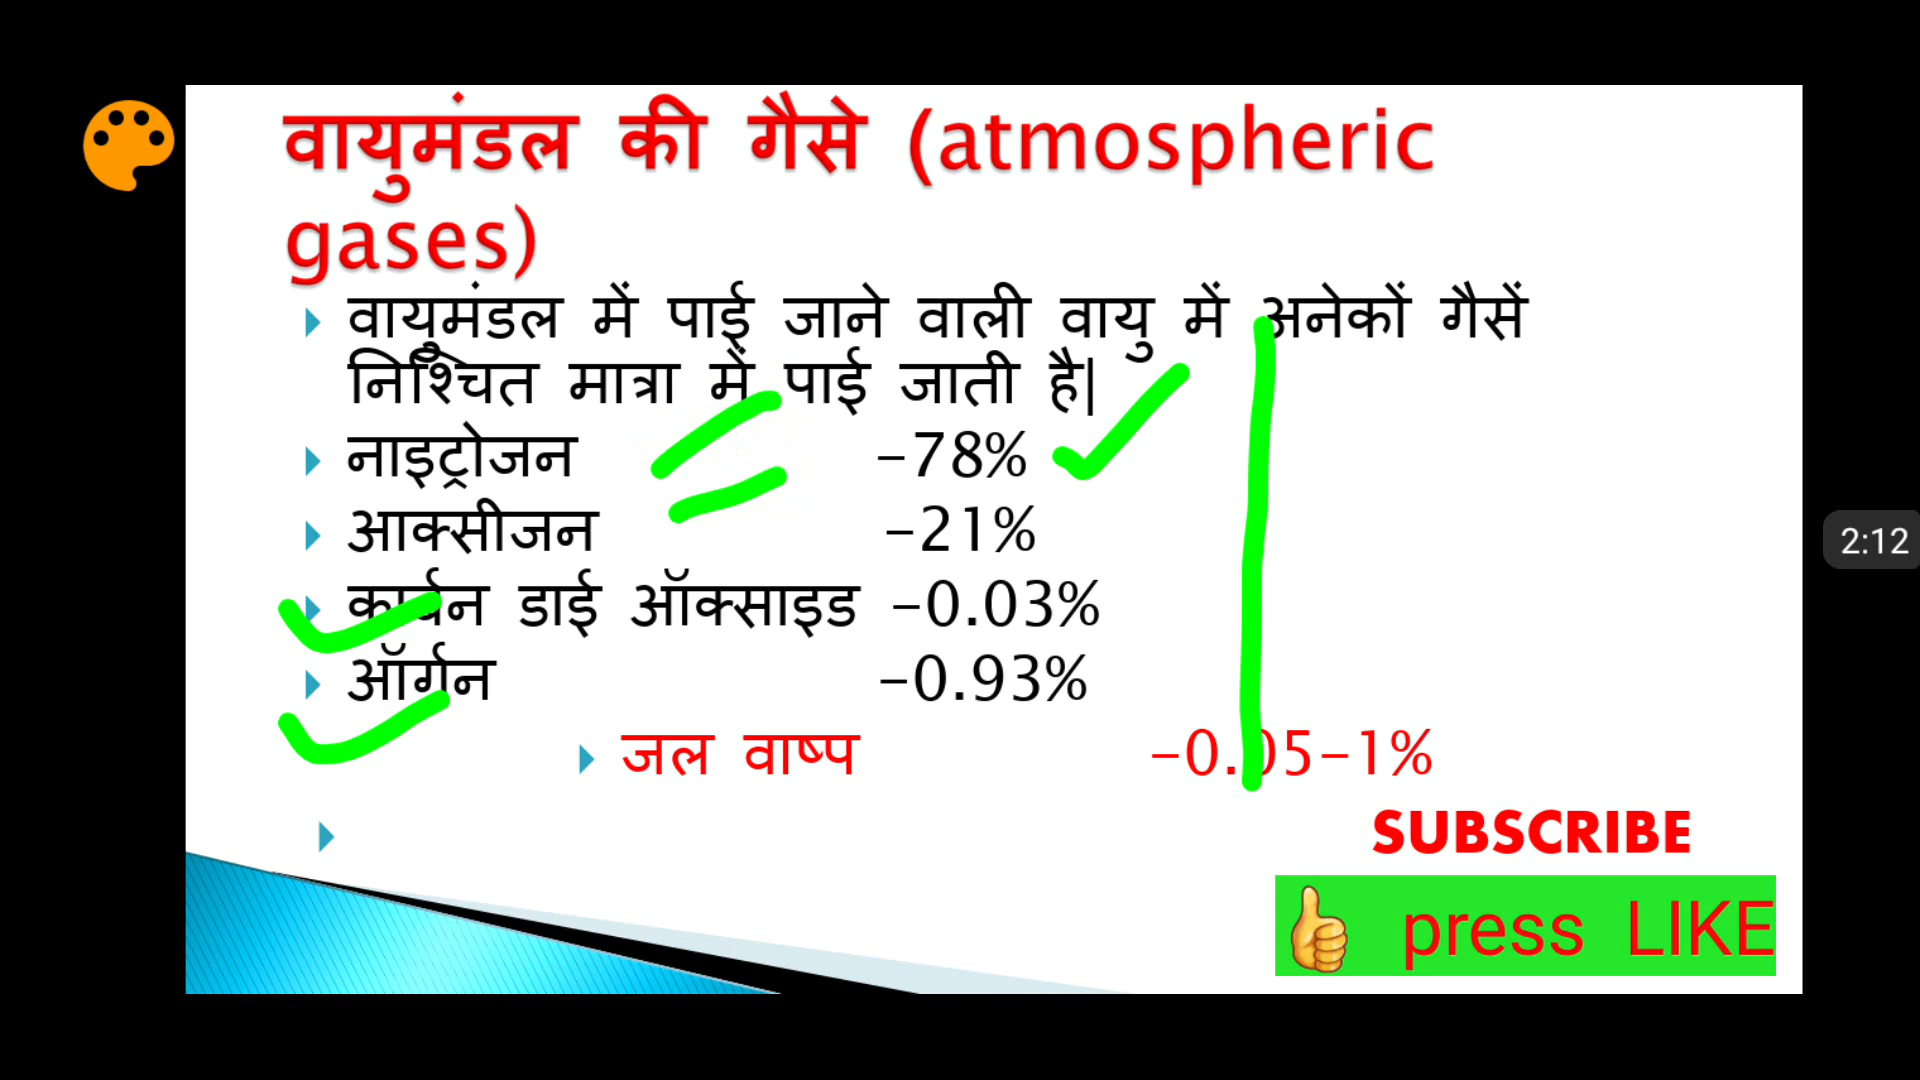 वायुमंडल की गैसे (atmospheric
gases)
वायुमंडल में पाई जाने वाली वायु में अनेकों गैसें
निश्चित मात्रा में पाई जाती है|
नाइट्रोजन -78%
आक्सीजन -21%
कार्बन डाई ऑक्साइड -0.03%
ऑर्गन -0.93%
जल वाष्प -0.05-1%
SUBSCRIBE
press LIKE
2:12